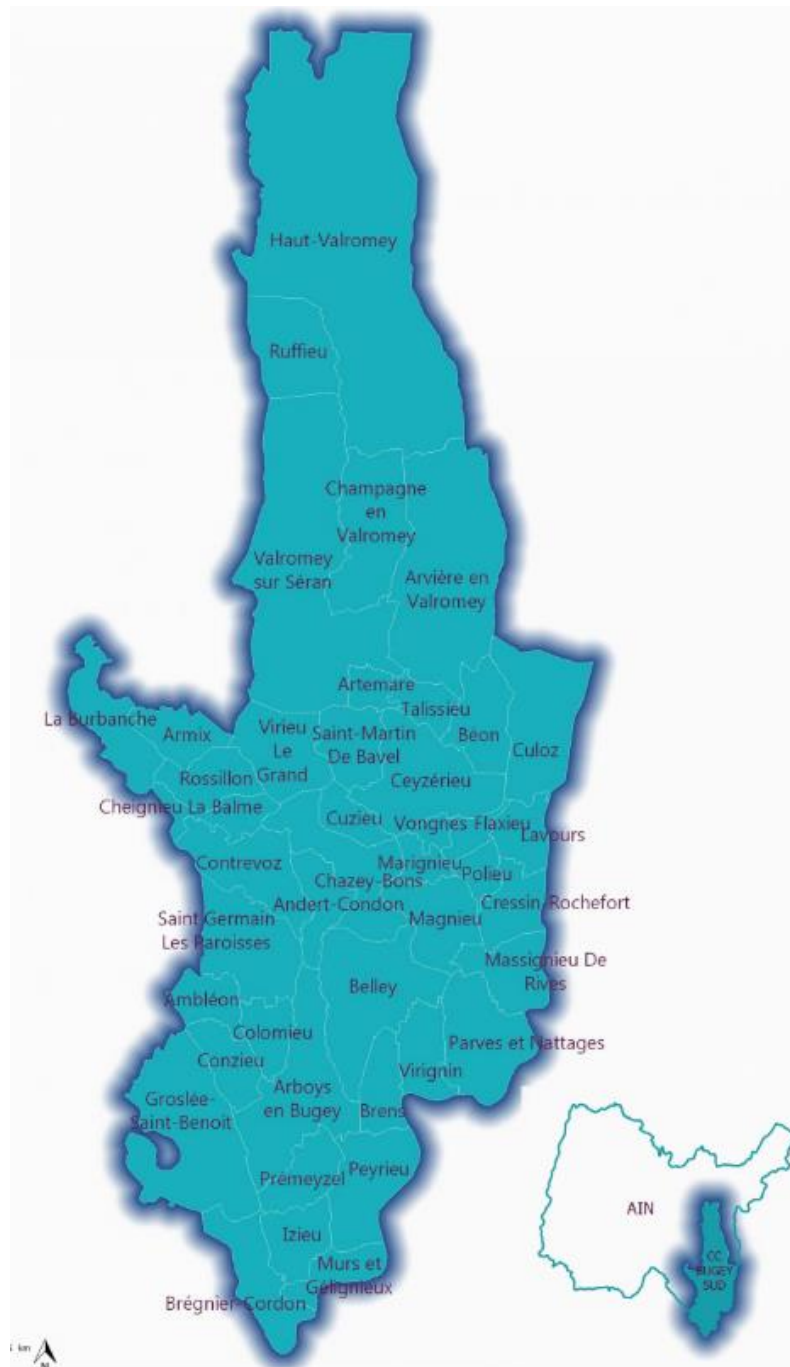 Haut-Valromey
Ruffieu
Champagne
en
Valromey
Valromey
sur Séran
Arvière en
Valromey
Artemare
Talissieu
La Burbanche
Armix
Virieu
Le
Grand
Saint-Martin
De Bavel
Béon
Culoz
Rossillon
Ceyzérieu
Cheignieu La Balme
Cuzieu
Vongnes
Flaxieu
Lavours
Contrevoz
Marignieu
Chazey-Bons
Polieu
Andert-Condon
Cressin-Rochefort
Saint Germain
Les Paroisses
Magnieu
Massignieu De
Rives
Belley
Ambléon
Colomieu
Parves et Nattages
Conzieu
Virignin
Groslée-
Saint-Benoit
Arboys
en Bugey
Brens
Prémeyzel
Peyrieu
Izieu
Murs et
Gélignieux
Brégnier-Cordon
AIN
CC
BUGEY
SUD
km